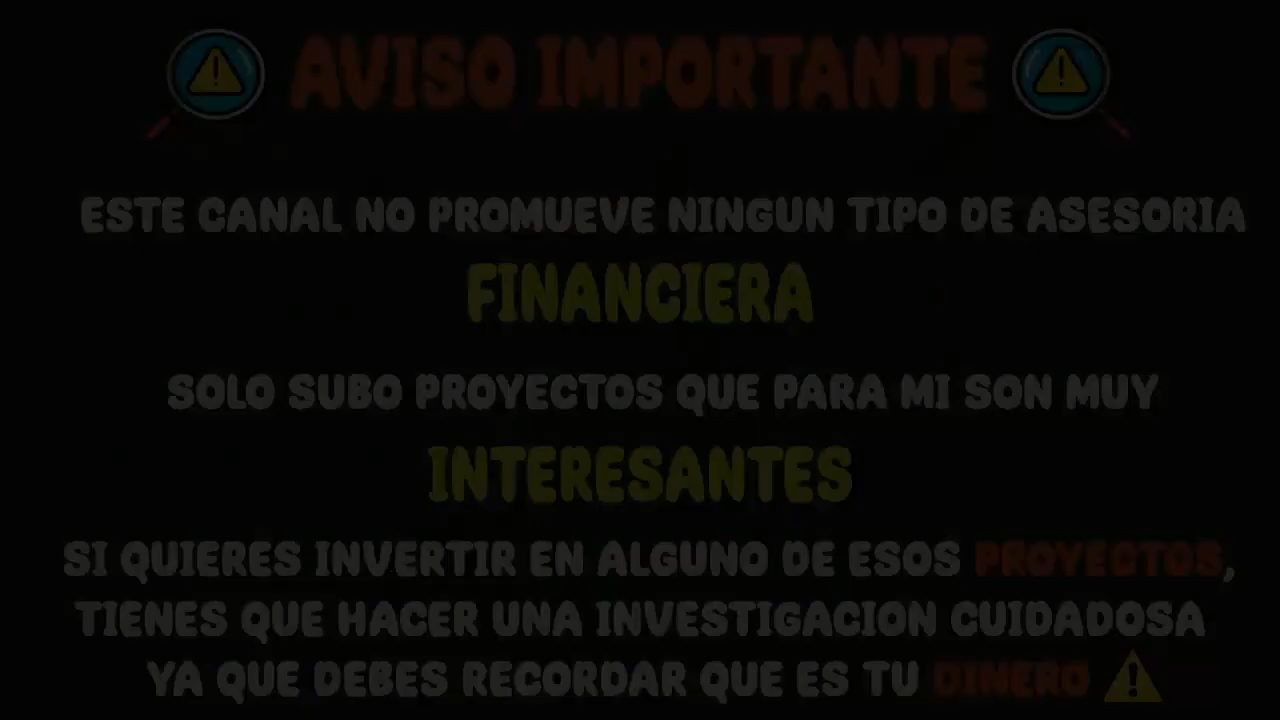 AVISO IMPORTANTE
ESTE CANAL NO PROMUEVE NINGUN TIPO DE ASESORIA
FINANCIERA
SOLO SUBO PROYECTOS QUE PARA MI SON MUY
INTERESANTES
SI QUIERES INVERTIR EN ALGUNO DE ESOS PROYECTOS,
TIENES QUE HACER UNA INVESTIGACION CUIDADOSA
YA QUE DEBES RECORDAR QUE ES TU DINERO